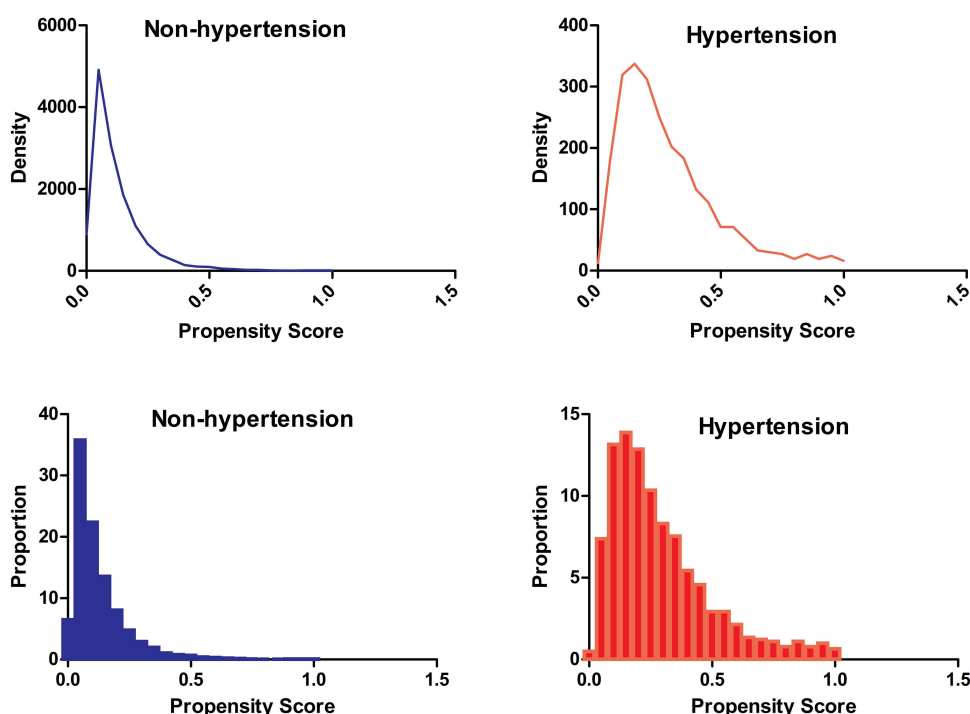 Non-hypertension
6000
4000
2000
0
Density
0.0 0.5 1.0 1.5
Propensity Score
Hypertension
400
300
200
100
0
Density
0.0 0.5 1.0 1.5
Propensity Score
Non-hypertension
40
30
20
10
0
Proportion
0.0 0.5 1.0 1.5
Propensity Score
Hypertension
15
10
5
0
Proportion
0.0 0.5 1.0 1.5
Propensity Score